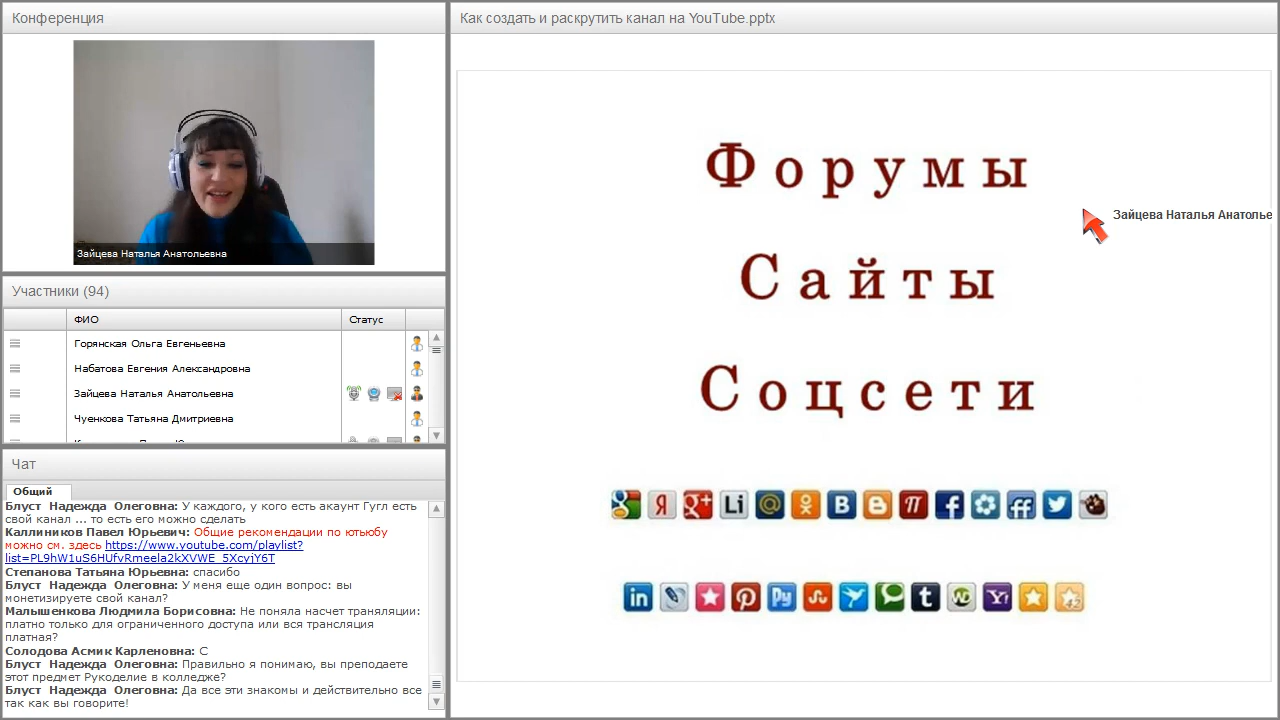 Конференция
Зайцева Наталья Анатольевна
Участники (94)
ФИО
Статус
Горянская Ольга Евгеньевна
Набатова Евгения Александровна
Зайцева Наталья Анатольевна
Чуенкова Татьяна Дмитриевна
Чат
Общий
Блуст Надежда Олеговна: У каждого, у кого есть акаунт Гугл есть
свой канал ... то есть его можно сделать
Каллиников Павел Юрьевич: Общие рекомендации по ютьюбу
можно см. здесь https://www.youtube.com/playlist?
list=PL9hW1uS6HUfvRmeela2kXVWE_5XcyjY6T
Степанова Татьяна Юрьевна: спасибо
Блуст Надежда Олеговна: У меня еще один вопрос: вы
монетизируете свой канал?
Малышенкова Людмила Борисовна: Не поняла насчет транляции:
платно только для ограниченного доступа или вся трансляция
платная?
Солодова Асмик Карленовна: С
Блуст Надежда Олеговна: Правильно я понимаю, вы преподаете
этот предмет Рукоделие в колледже?
Блуст Надежда Олеговна: Да все эти знакомы и действительно все
так как вы говорите!
Как создать и раскрутить канал на YouTube.pptx
Форумы
Зайцева Наталья Анатолье
Сайты
Соцсети